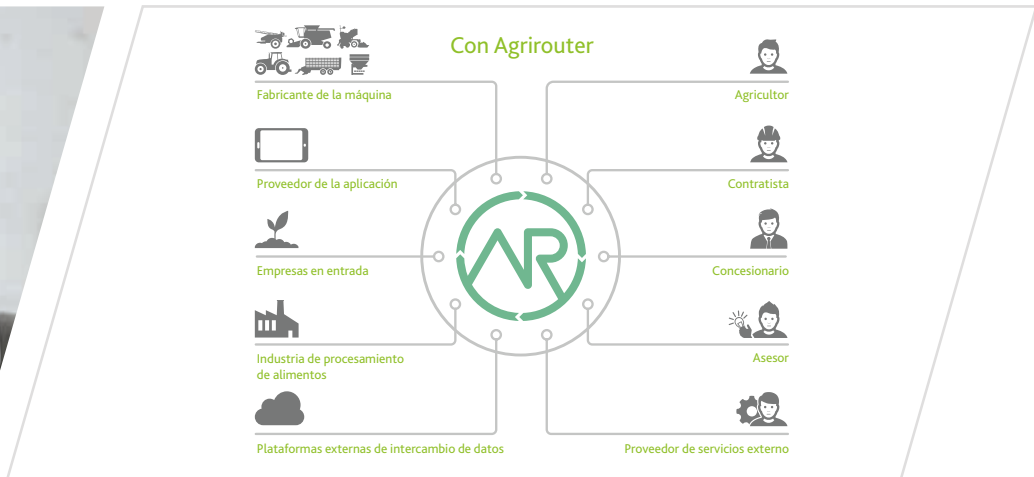 Con Agrirouter
Fabricante de la máquina
Agricultor
Proveedor de la aplicación
Contratista
AR
Empresas en entrada
Concesionario
Industria de procesamiento
de alimentos
Asesor
Plataformas externas de intercambio de datos
Proveedor de servicios externo